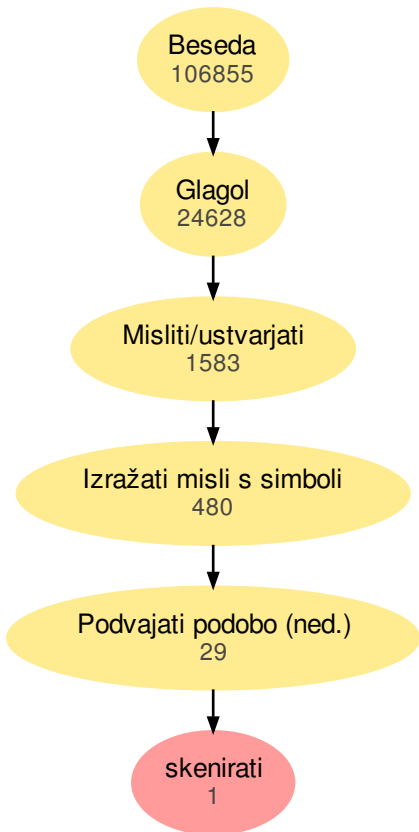 Beseda
106855
Glagol
24628
Misliti/ustvarjati
1583
Izražati misli s simboli
480
Podvajati podobo (ned.)
29
skenirati
1